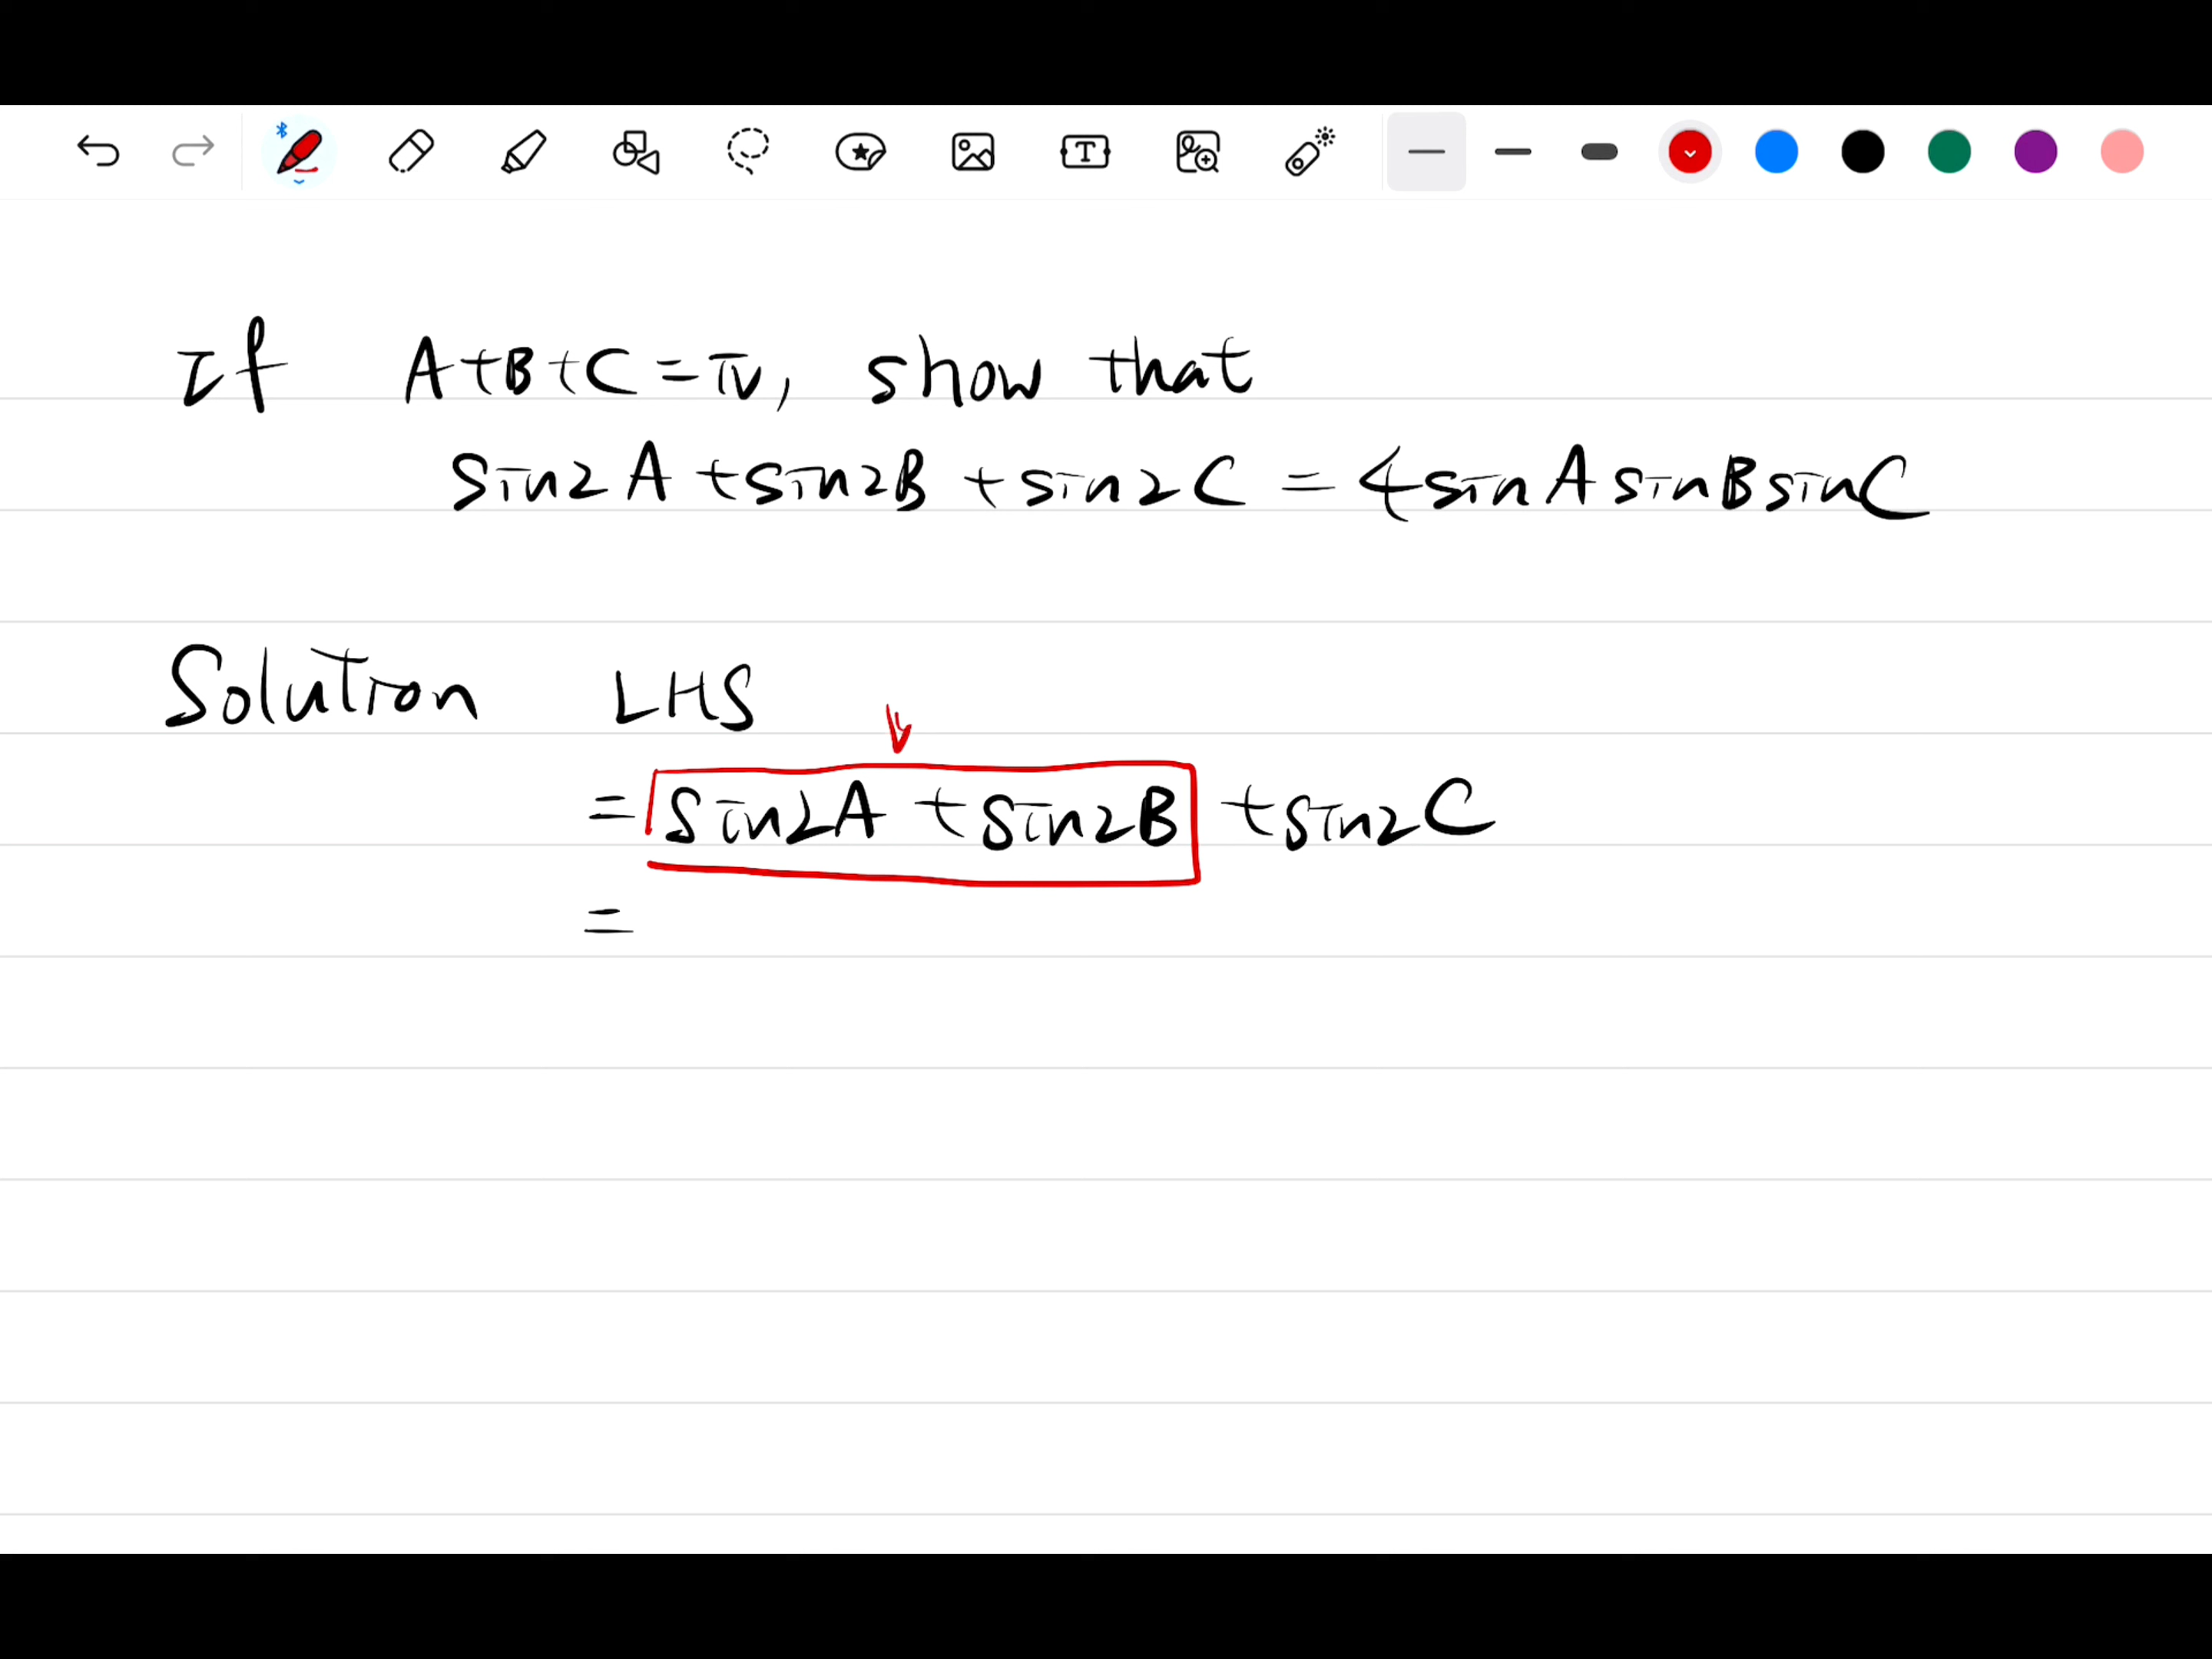 If A+B+C=π, show that
sin2A+sin2B+sin2C=4sinAsinBsinC
Solution LHS
=sin2A+sin2B+sin2C
=